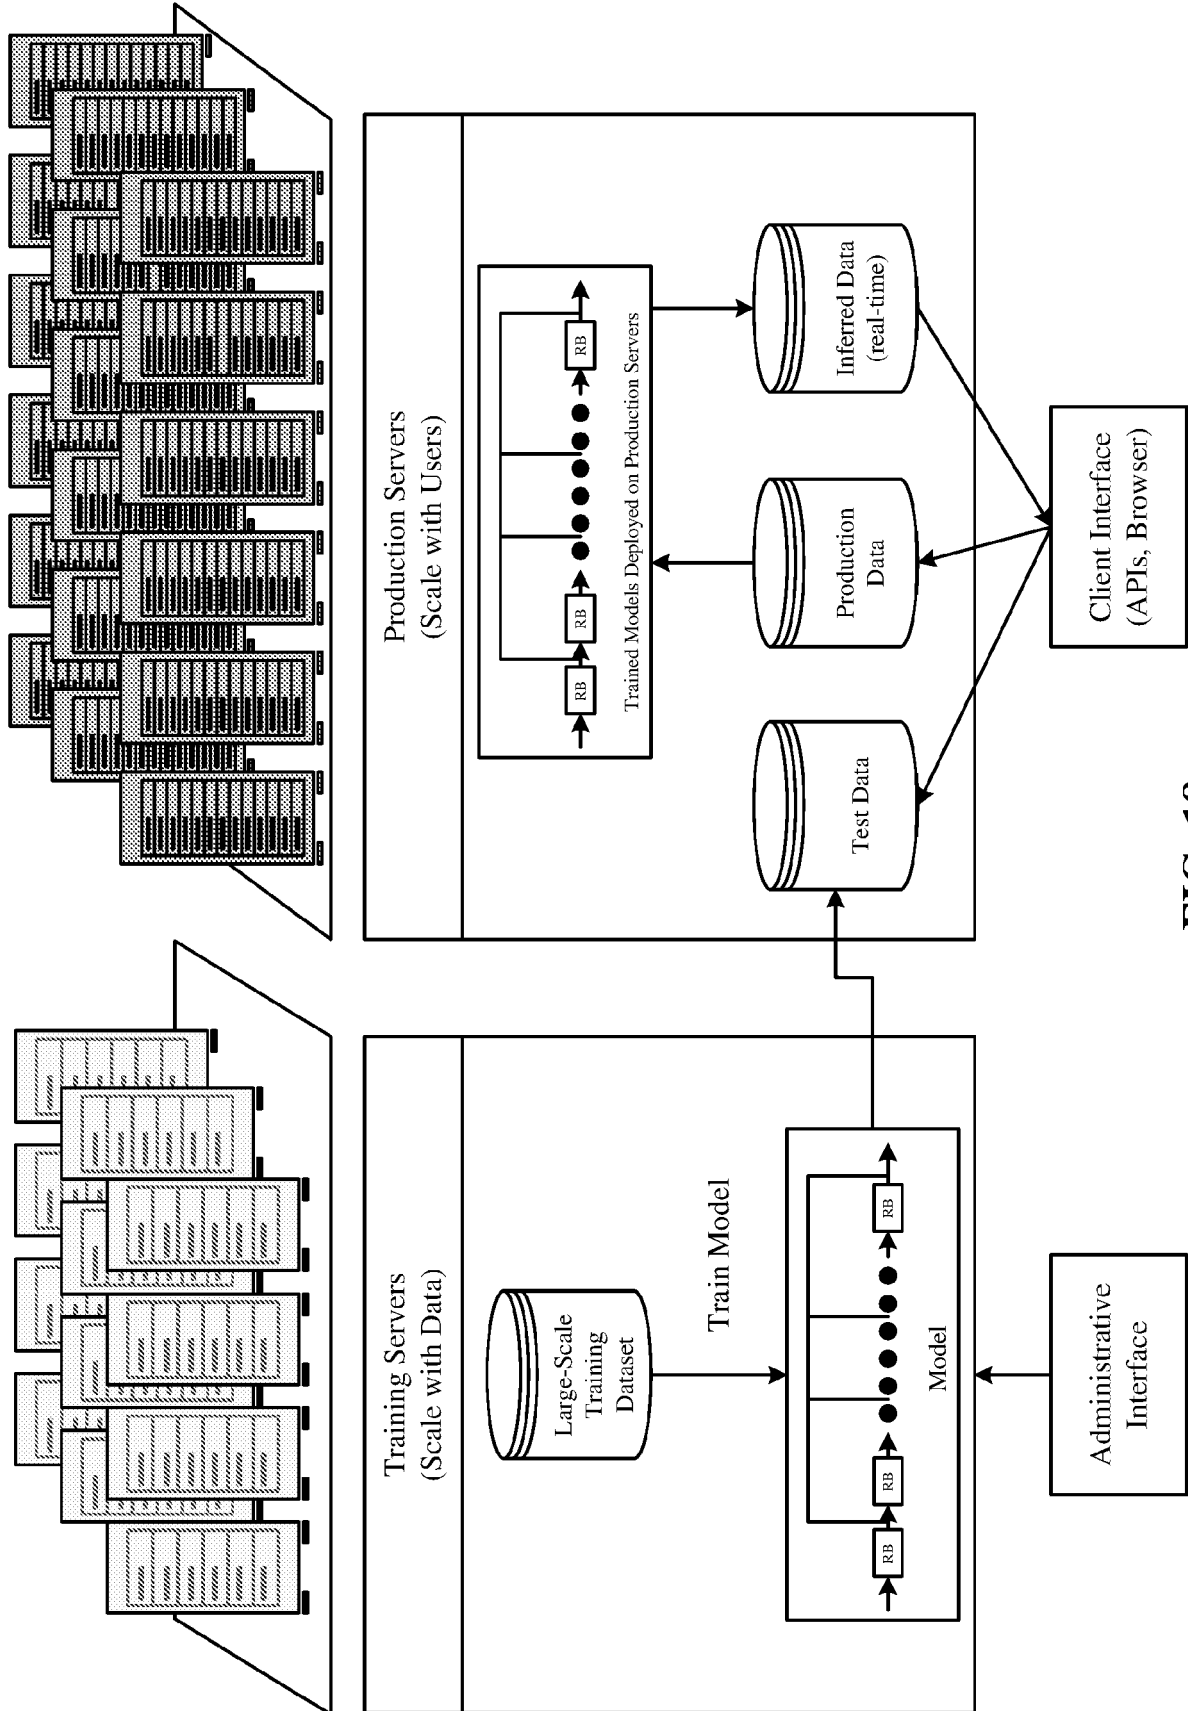 Training Servers
(Scale with Data)
Large-Scale
Training
Dataset
Train Model
RB
RB
RB
Model
Administrative
Interface
Production Servers
(Scale with Users)
RB
RB
RB
Trained Models Deployed on Production Servers
Test Data
Production
Data
Inferred Data
(real-time)
Client Interface
(APIs, Browser)